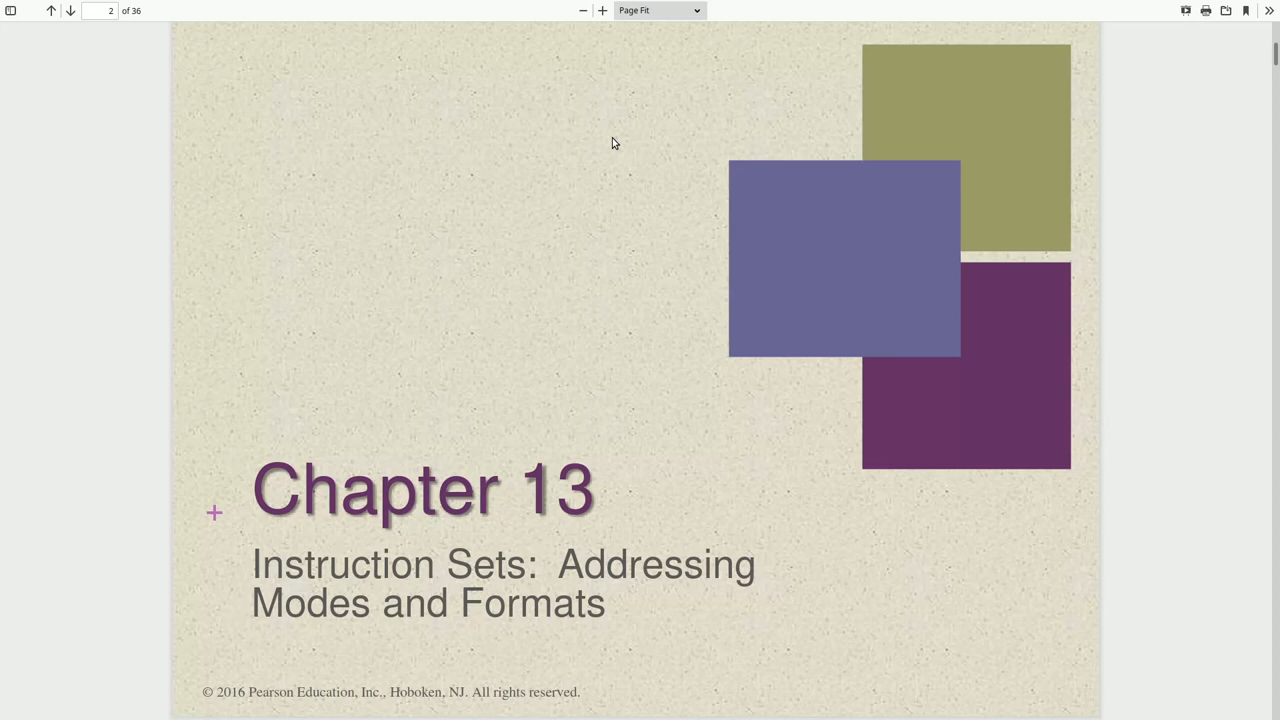 2 of 36 Page Fit
Chapter 13
+
Instruction Sets:  Addressing
Modes and Formats
© 2016 Pearson Education, Inc., Hoboken, NJ. All rights reserved.